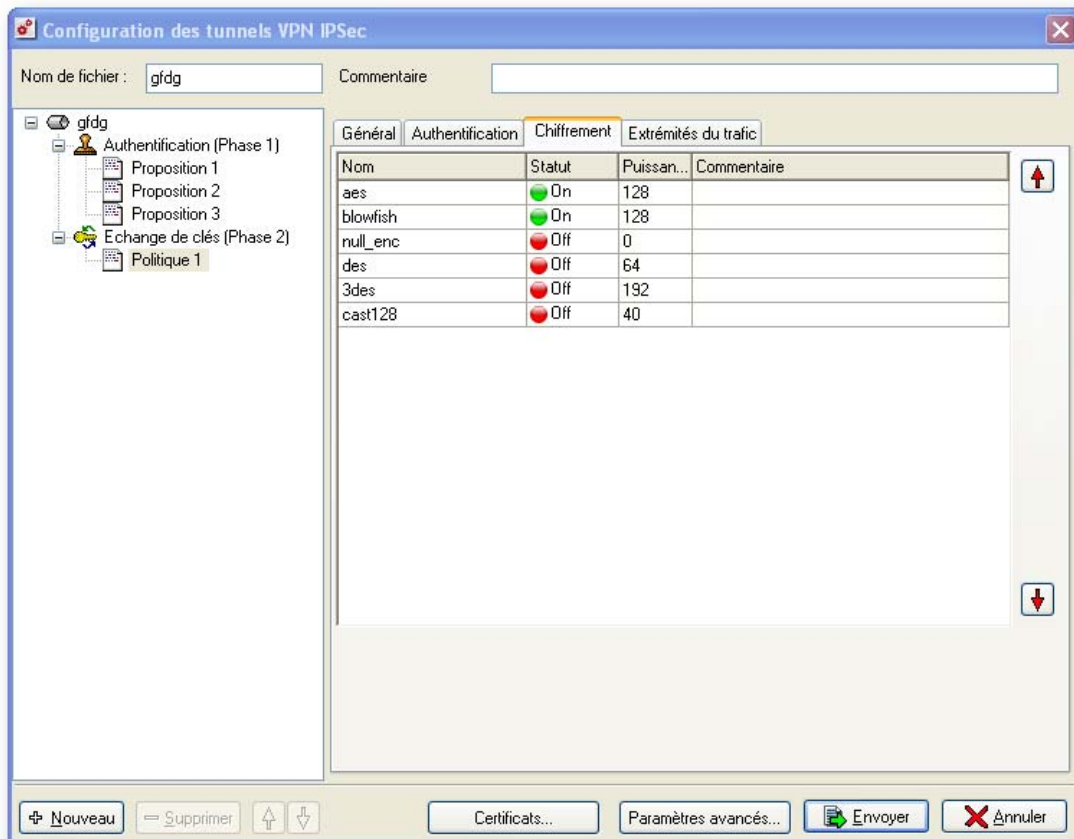 Configuration des tunnels VPN IPSec
Nom de fichier : gfdg Commentaire
gfdg
Authentification (Phase 1)
Proposition 1
Proposition 2
Proposition 3
Echange de clés (Phase 2)
Politique 1
Général Authentification Chiffrement Extrémités du trafic
Nom Statut Puissan... Commentaire
aes On 128
blowfish On 128
null_enc Off 0
des Off 64
3des Off 192
cast128 Off 40
Nouveau Supprimer Certificats... Paramètres avancés... Envoyer Annuler